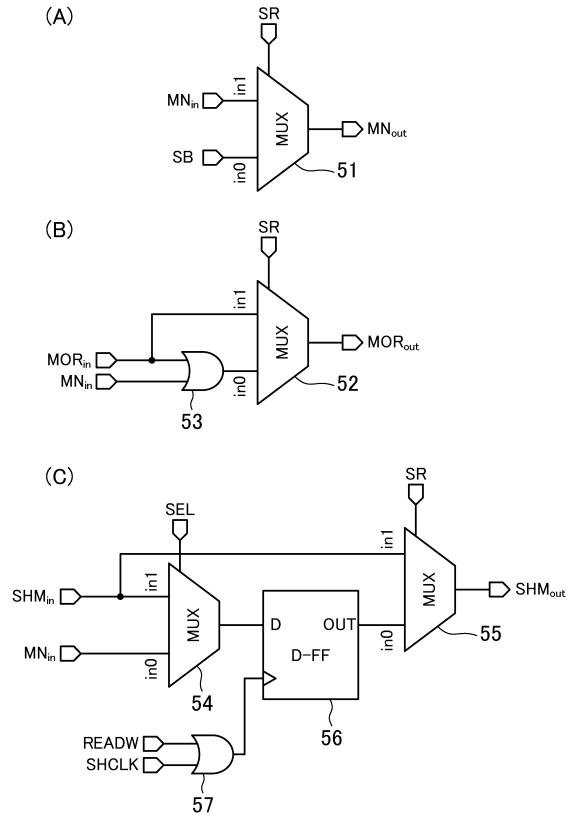 (A)
SR
MNin
in1
MUX
MNout
SB
in0
51
(B)
SR
in1
MUX
MORin
MNin
in0
MORout
53
52
(C)
SR
SEL
in1
SHMin
in1
MUX
MUX
SHMout
MNin
in0
D
OUT
in0
D-FF
55
54
56
READW
SHCLK
57